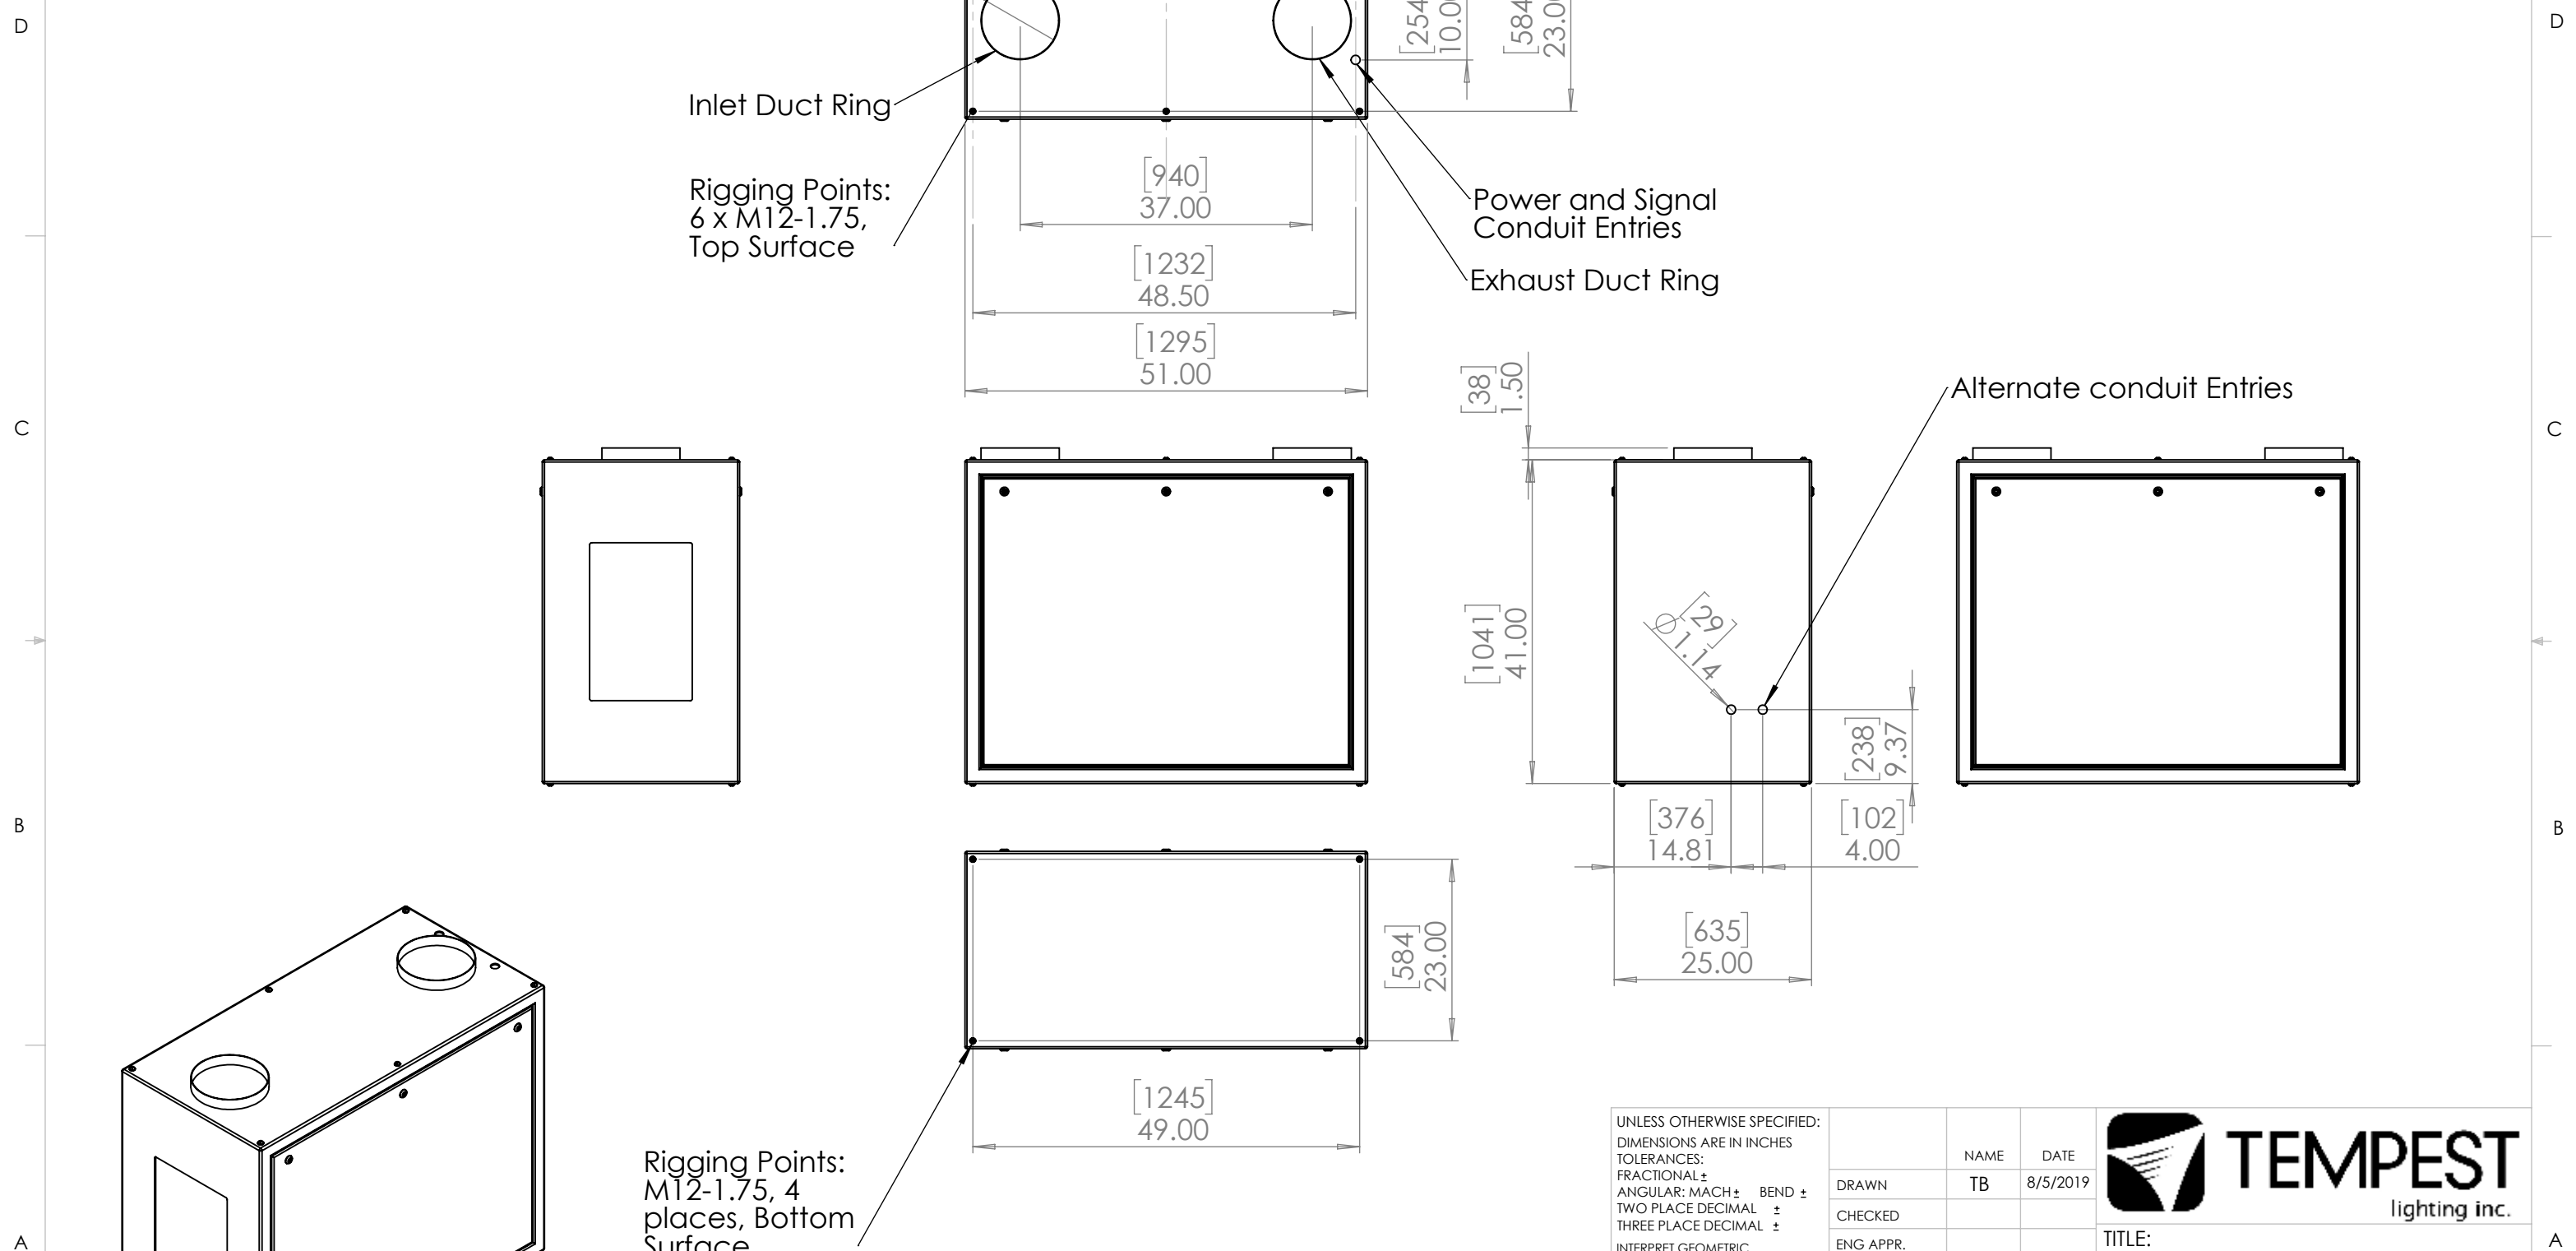 D
D
[254
10.00
[584
23.00
Inlet Duct Ring
Rigging Points:
6 x M12-1.75,
Top Surface
[940]
37.00
Power and Signal
Conduit Entries
Exhaust Duct Ring
[1232]
48.50
[1295]
51.00
[38]
1.50
Alternate conduit Entries
C
C
[1041]
41.00
[29]
∅1.14
[238]
9.37
[376]
14.81
[102]
4.00
B
B
[635]
25.00
[584]
23.00
[1245]
49.00
Rigging Points:
M12-1.75, 4
places, Bottom
Surface
UNLESS OTHERWISE SPECIFIED:
DIMENSIONS ARE IN INCHES
TOLERANCES:
FRACTIONAL ±
ANGULAR: MACH ± BEND ±
TWO PLACE DECIMAL ±
THREE PLACE DECIMAL ±
INTERPRET GEOMETRIC
NAME DATE
DRAWN TB 8/5/2019
CHECKED
ENG APPR.
TEMPEST
lighting inc.
TITLE:
A
A